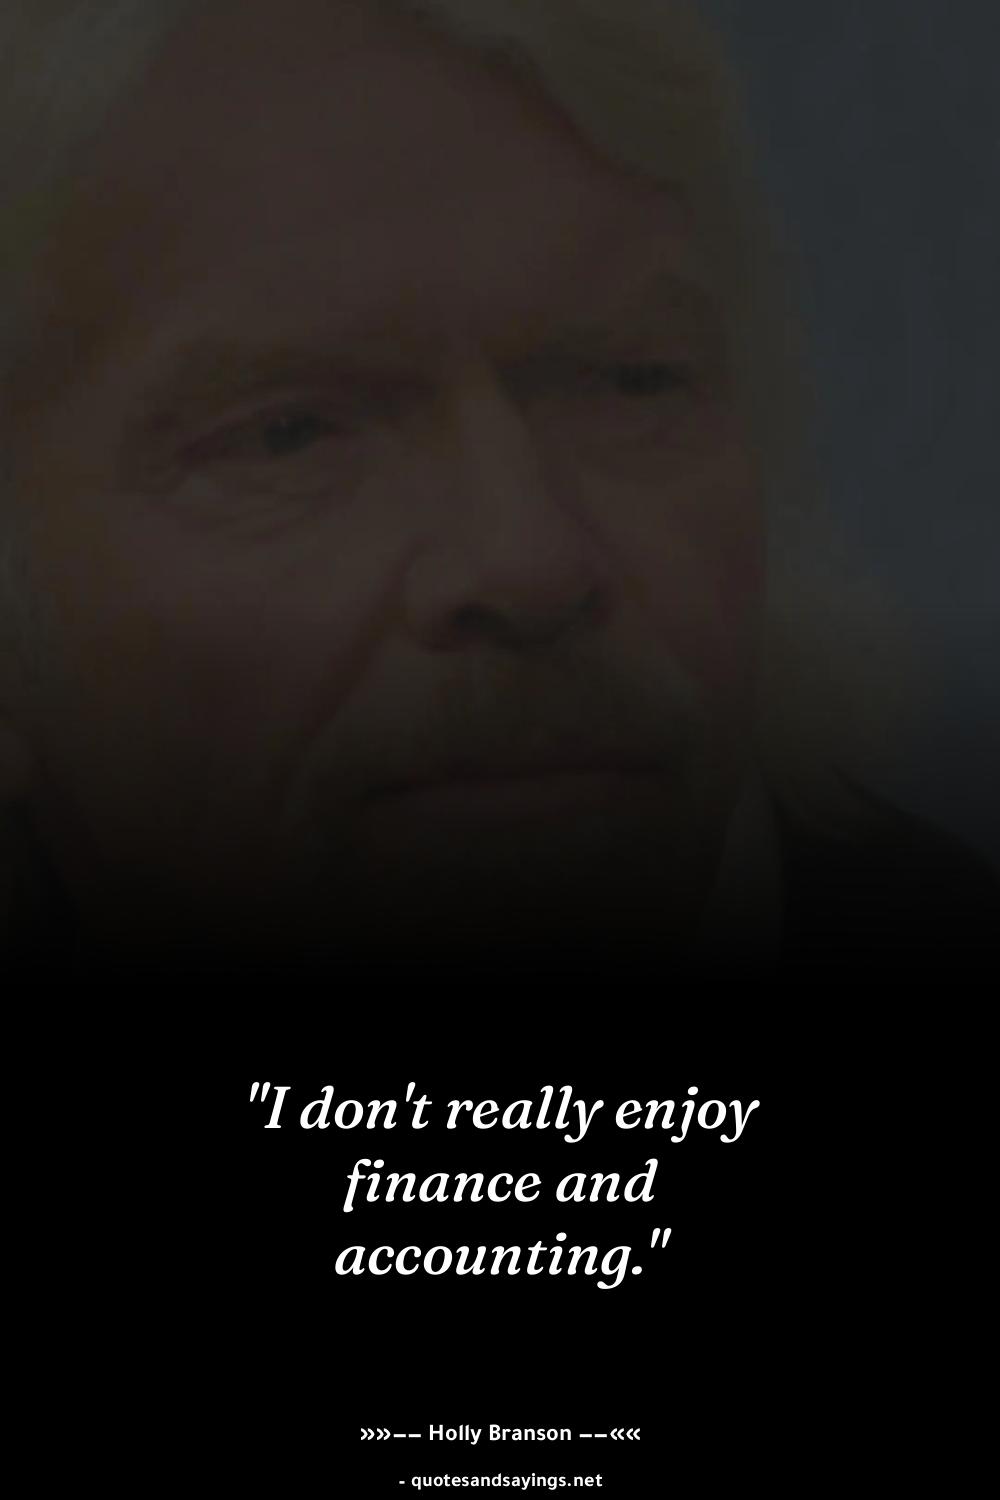 "I don't really enjoy
finance and
accounting."
»»−− Holly Branson −−««
- quotesandsayings.net